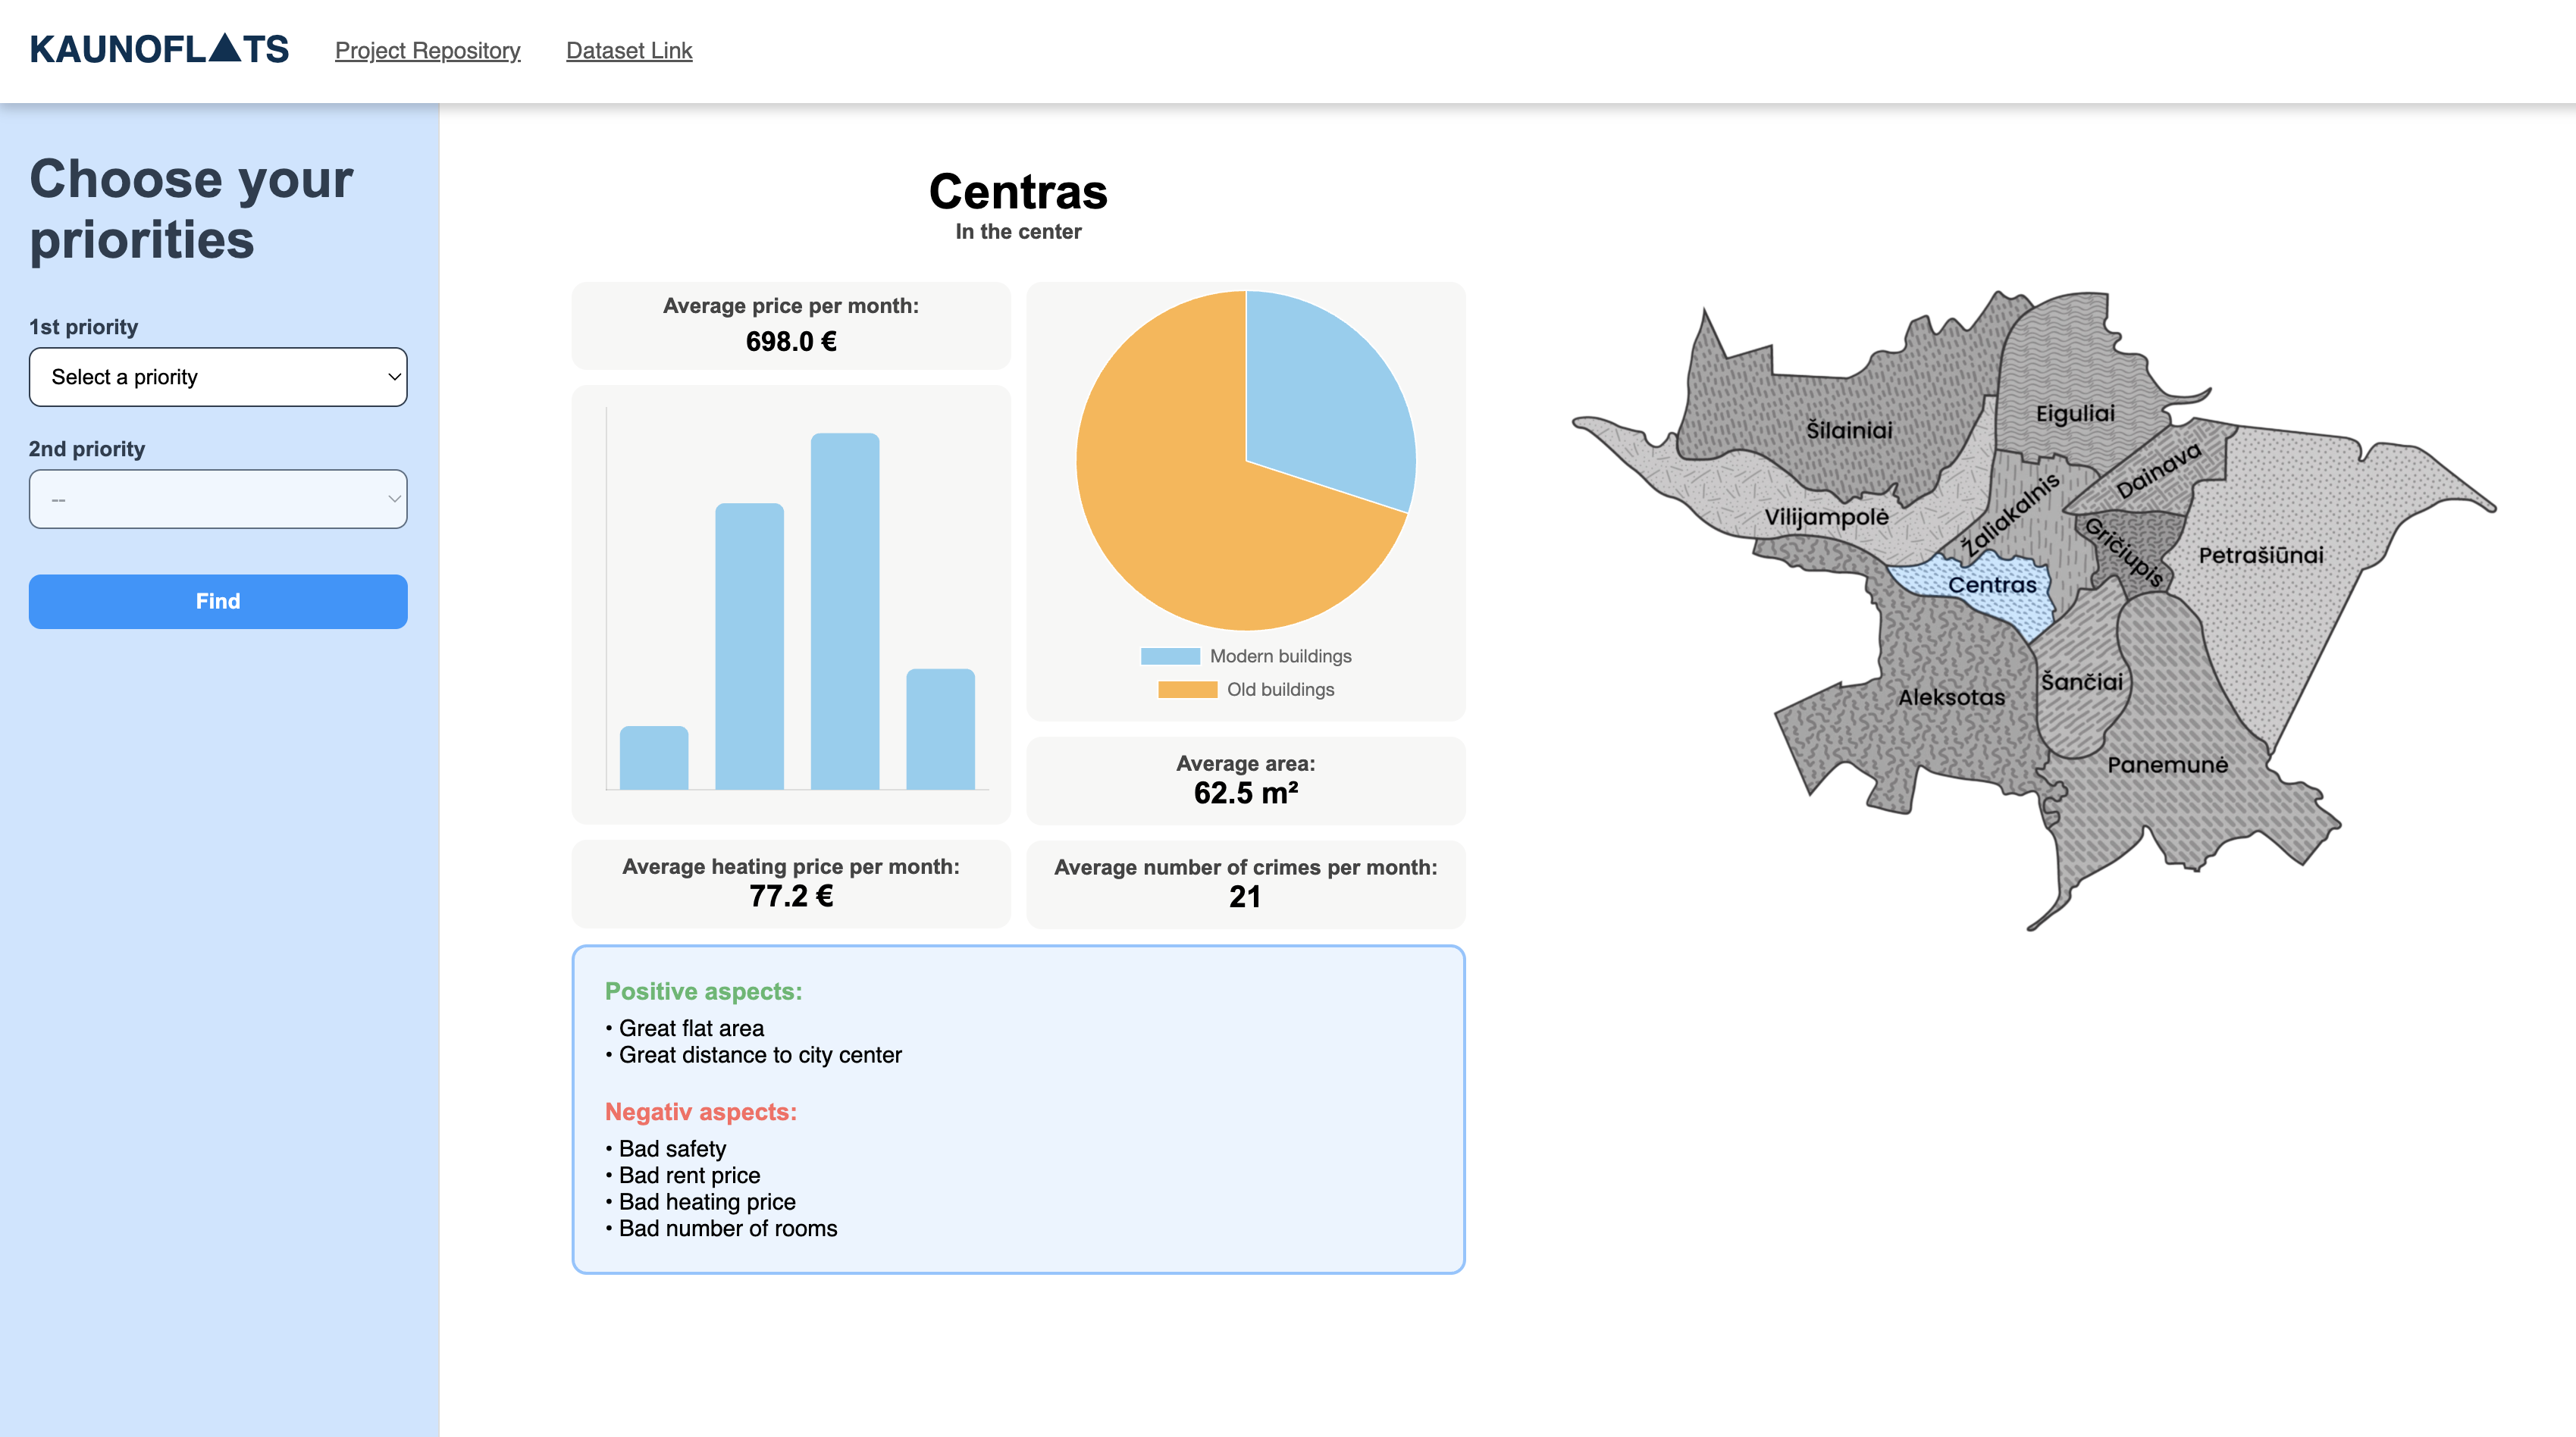 KAUNOFL▲TS
Project Repository
Dataset Link
Choose your
priorities
1st priority
Select a priority
2nd priority
--
Find
Centras
In the center
Average price per month:
698.0 €
Modern buildings
Old buildings
Average area:
62.5 m²
Average heating price per month:
77.2 €
Average number of crimes per month:
21
Positive aspects:
• Great flat area
• Great distance to city center
Negativ aspects:
• Bad safety
• Bad rent price
• Bad heating price
• Bad number of rooms
Šilainiai
Eiguliai
Dainava
Vilijampolė
Žaliakalnis
Gričiupis
Petrašiūnai
Centras
Aleksotas
Šančiai
Panemunė